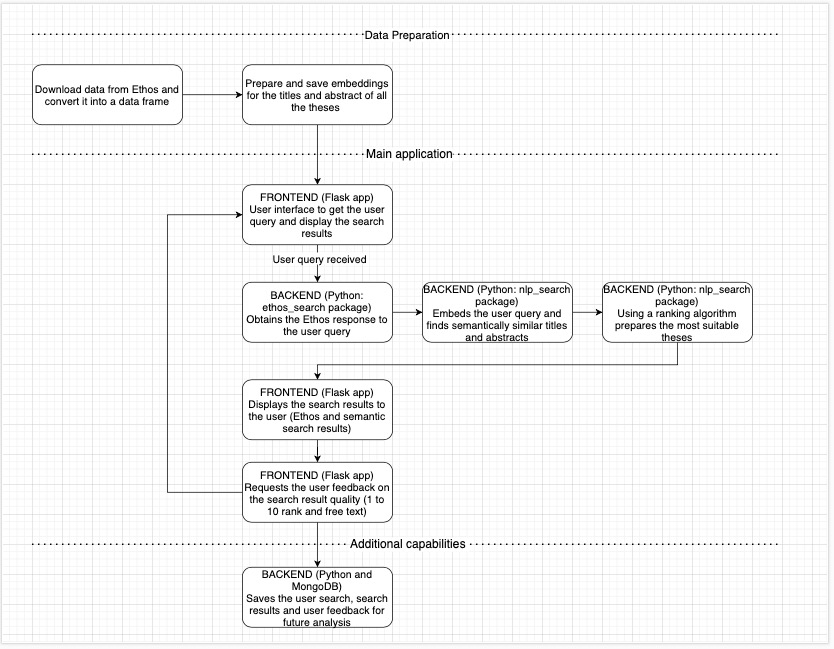 Data Preparation
Download data from Ethos and
convert it into a data frame
Prepare and save embeddings
for the titles and abstract of all
the theses
Main application
FRONTEND (Flask app)
User interface to get the user
query and display the search
results
User query received
BACKEND (Python:
ethos_search package)
Obtains the Ethos response to
the user query
BACKEND (Python: nlp_search
package)
Embeds the user query and
finds semantically similar titles
and abstracts
BACKEND (Python: nlp_search
package)
Using a ranking algorithm
prepares the most suitable
theses
FRONTEND (Flask app)
Displays the search results to
the user (Ethos and semantic
search results)
FRONTEND (Flask app)
Requests the user feedback on
the search result quality (1 to
10 rank and free text)
Additional capabilities
BACKEND (Python and
MongoDB)
Saves the user search, search
results and user feedback for
future analysis